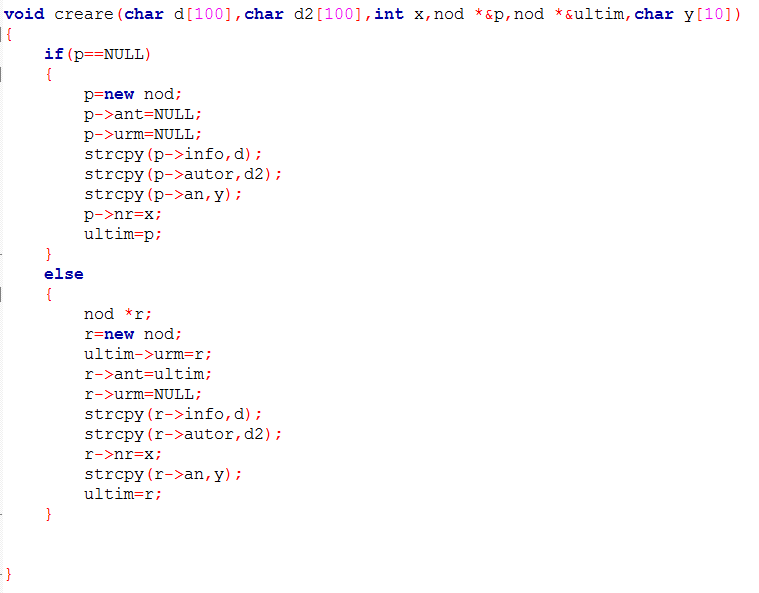 void creare(char d[100],char d2[100],int x,nod *&p,nod *&ultim,char y[10])
{
    if(p==NULL)
    {
        p=new nod;
        p->ant=NULL;
        p->urm=NULL;
        strcpy(p->info,d);
        strcpy(p->autor,d2);
        strcpy(p->an,y);
        p->nr=x;
        ultim=p;
    }
    else
    {
        nod *r;
        r=new nod;
        ultim->urm=r;
        r->ant=ultim;
        r->urm=NULL;
        strcpy(r->info,d);
        strcpy(r->autor,d2);
        r->nr=x;
        strcpy(r->an,y);
        ultim=r;
    }
}